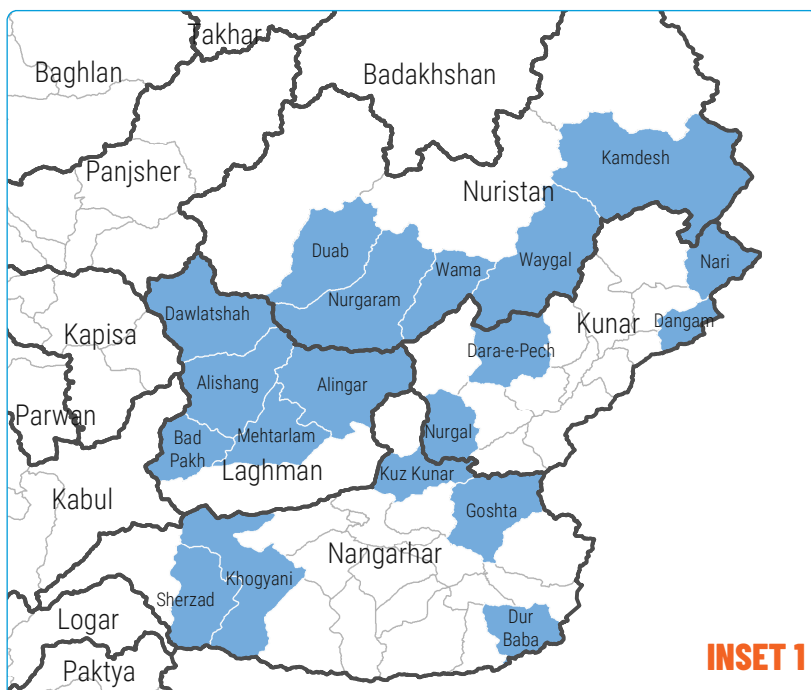 Takhar
Baghlan
Badakhshan
Kamdesh
Panjsher
Nuristan
Duab
Wama
Waygal
Nari
Nurgaram
Dawlatshah
Kapisa
Kunar
Dangam
Dara-e-Pech
Alishang
Alingar
Parwan
Nurgal
Bad
Pakh
Mehtarlam
Laghman
Kuz Kunar
Kabul
Goshta
Nangarhar
Khogyani
Sherzad
Logar
Dur
Baba
Paktya
INSET 1